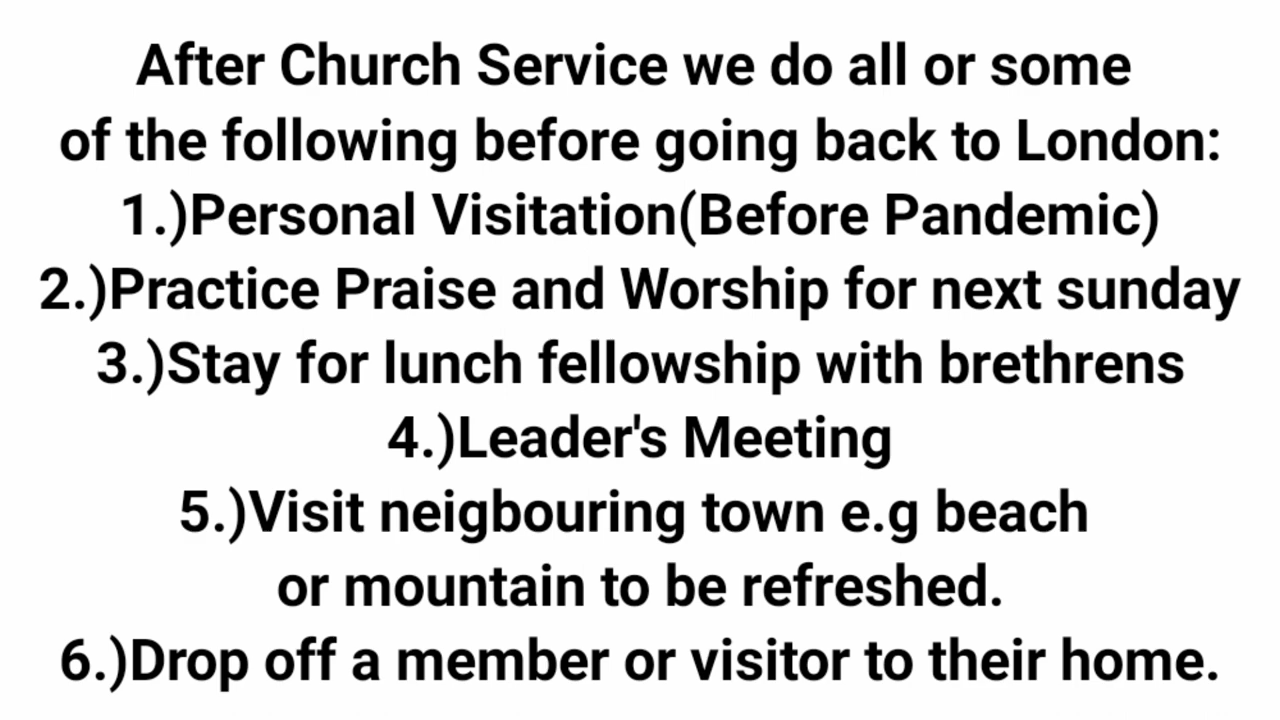 After Church Service we do all or some
of the following before going back to London:
1.)Personal Visitation(Before Pandemic)
2.)Practice Praise and Worship for next sunday
3.)Stay for lunch fellowship with brethrens
4.)Leader's Meeting
5.)Visit neigbouring town e.g beach
or mountain to be refreshed.
6.)Drop off a member or visitor to their home.